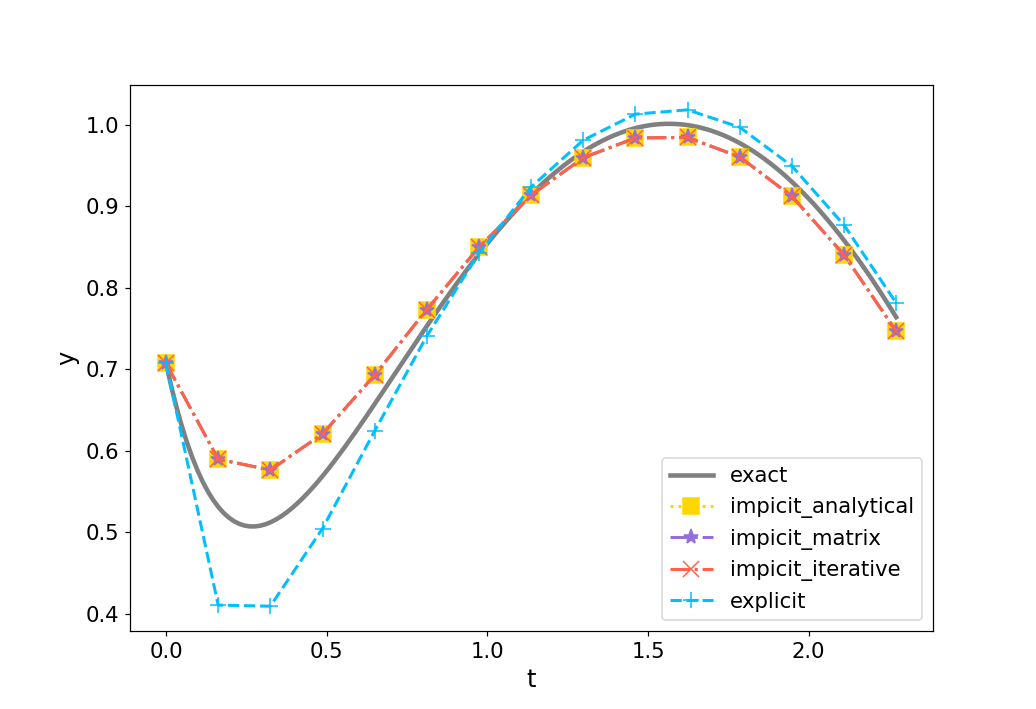 1.0
0.9
0.8
0.7
0.6
0.5
0.4
y
0.0 0.5 1.0 1.5 2.0
t
exact
impicit_analytical
impicit_matrix
impicit_iterative
explicit